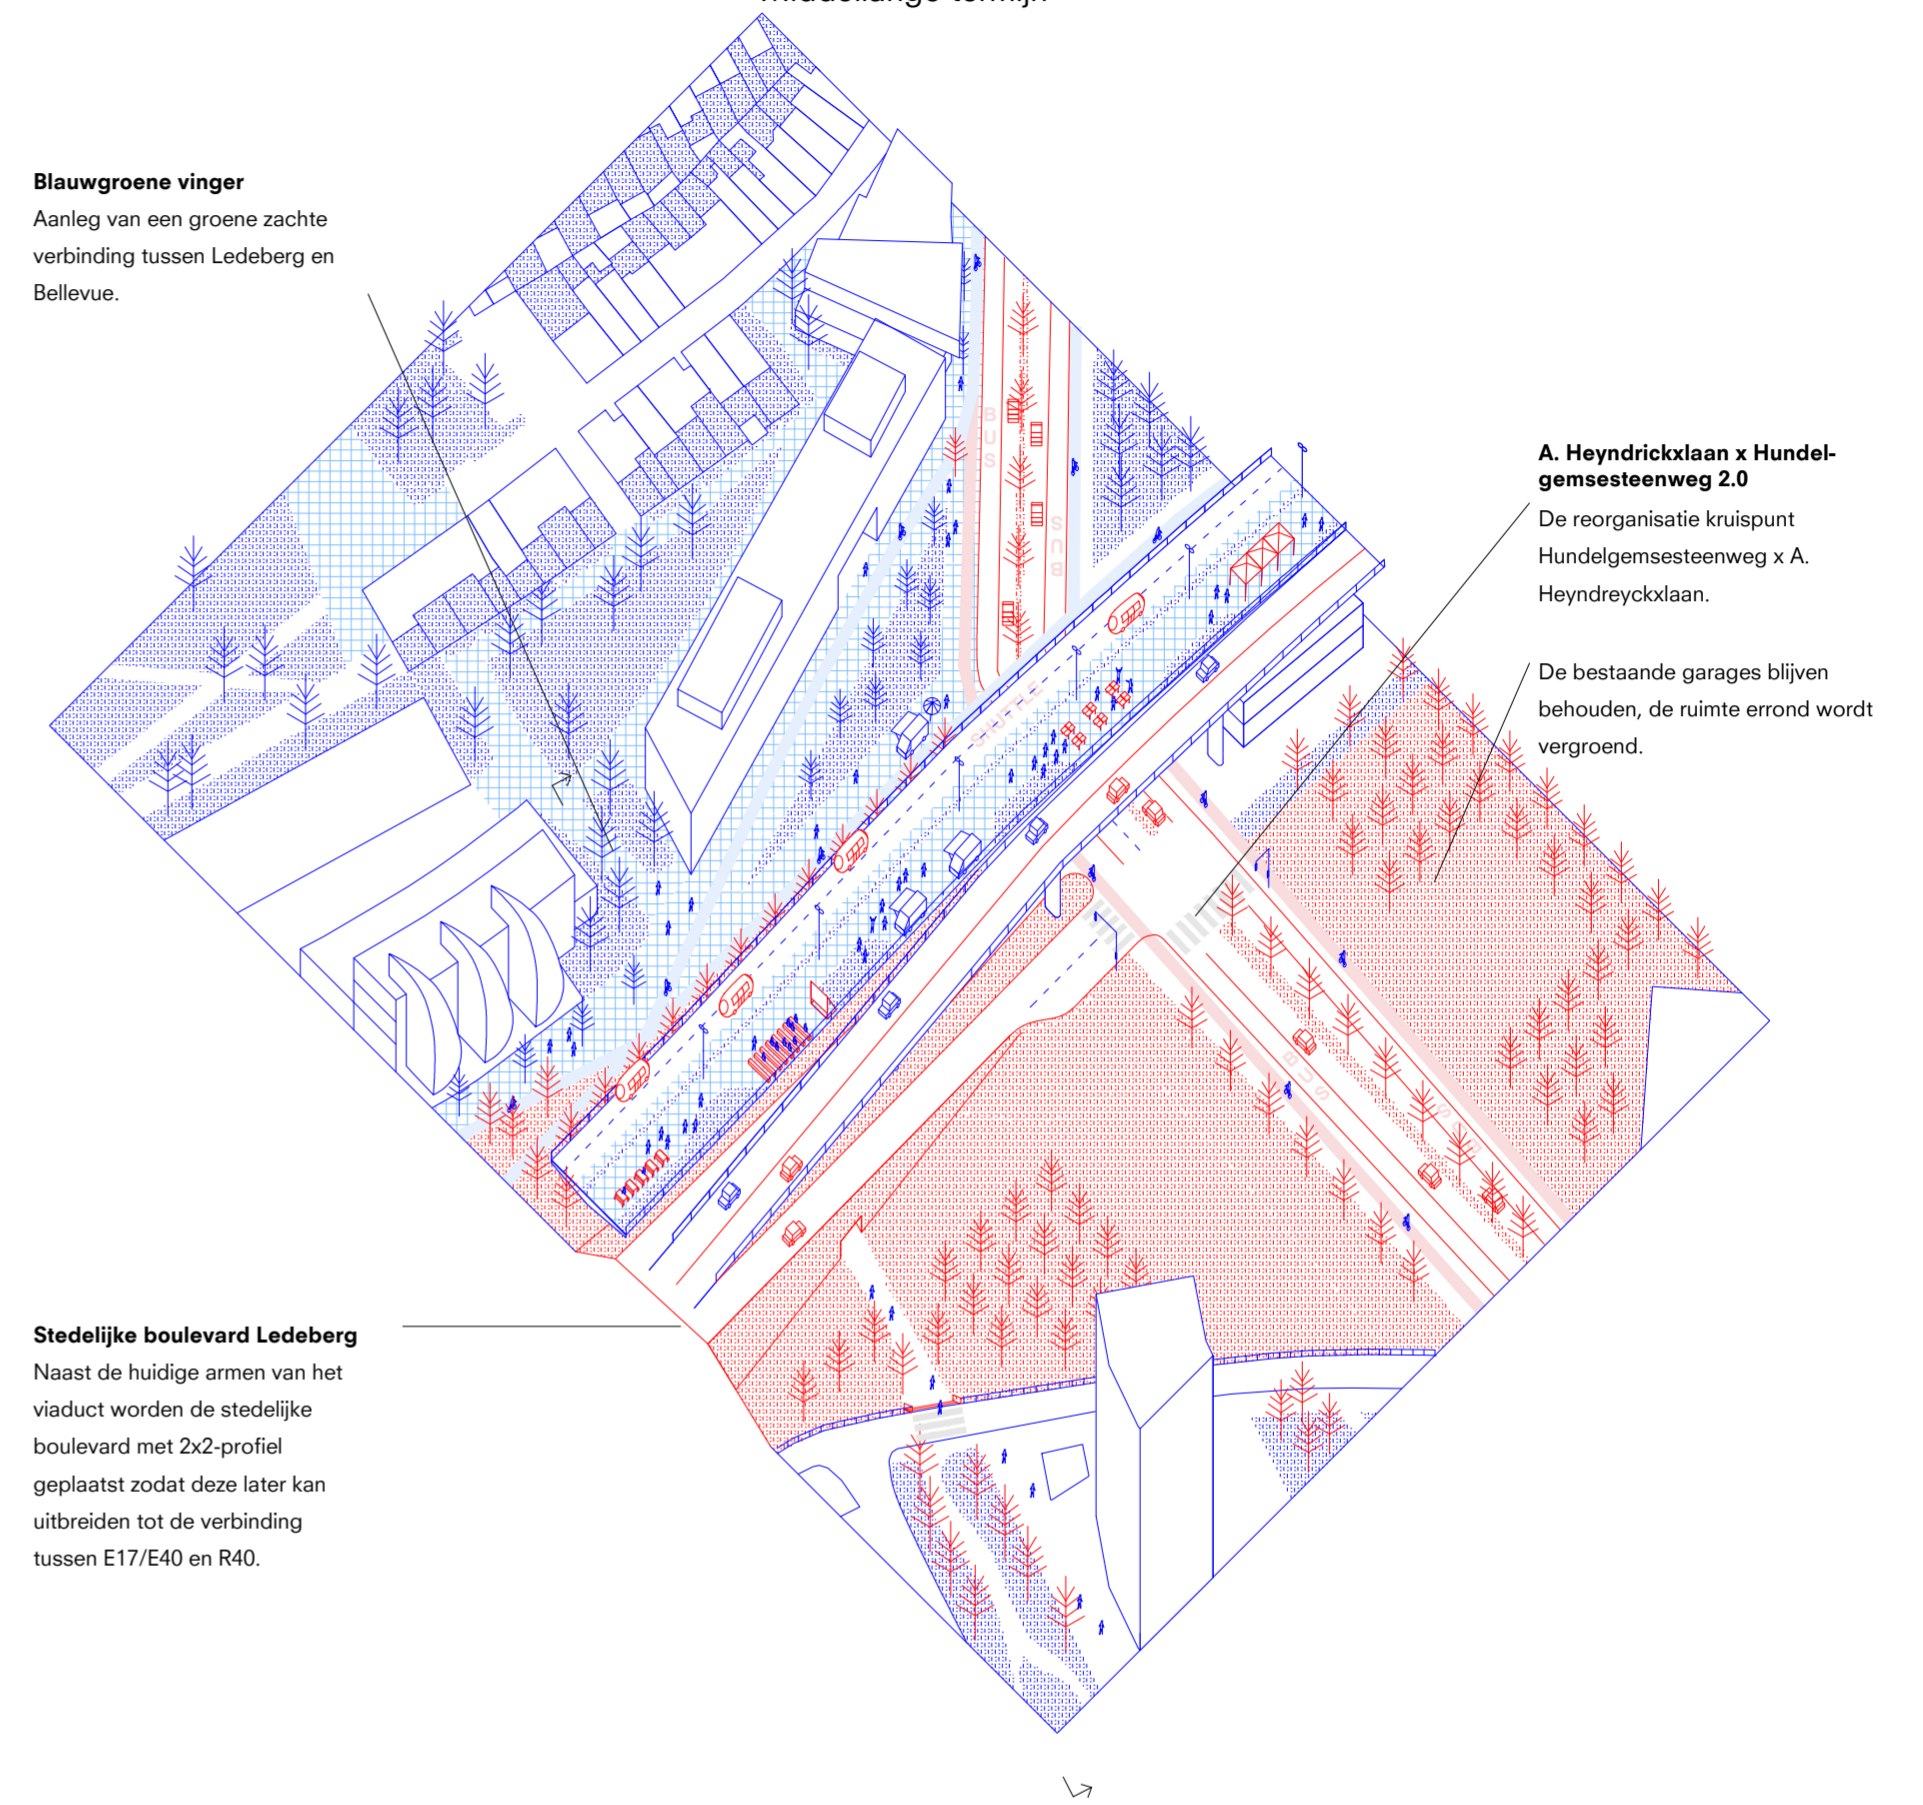 Middellange termijn
Blauwgroene vinger
Aanleg van een groene zachte
verbinding tussen Ledeberg en
Bellevue.
A. Heyndrickxlaan x Hundel-
gemsesteenweg 2.0
De reorganisatie kruispunt
Hundelgemsesteenweg x A.
Heyndreyckxlaan.
De bestaande garages blijven
behouden, de ruimte errond wordt
vergroend.
BUS
BUS
SHUTTLE
BUS
BUS
Stedelijke boulevard Ledeberg
Naast de huidige armen van het
viaduct worden de stedelijke
boulevard met 2x2-profiel
geplaatst zodat deze later kan
uitbreiden tot de verbinding
tussen E17/E40 en R40.